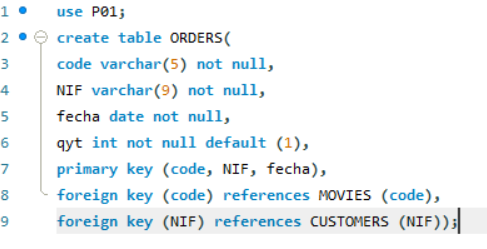 1 use P01;
2 create table ORDERS(
3 code varchar(5) not null,
4 NIF varchar(9) not null,
5 fecha date not null,
6 qyt int not null default (1),
7 primary key (code, NIF, fecha),
8 foreign key (code) references MOVIES (code),
9 foreign key (NIF) references CUSTOMERS (NIF));